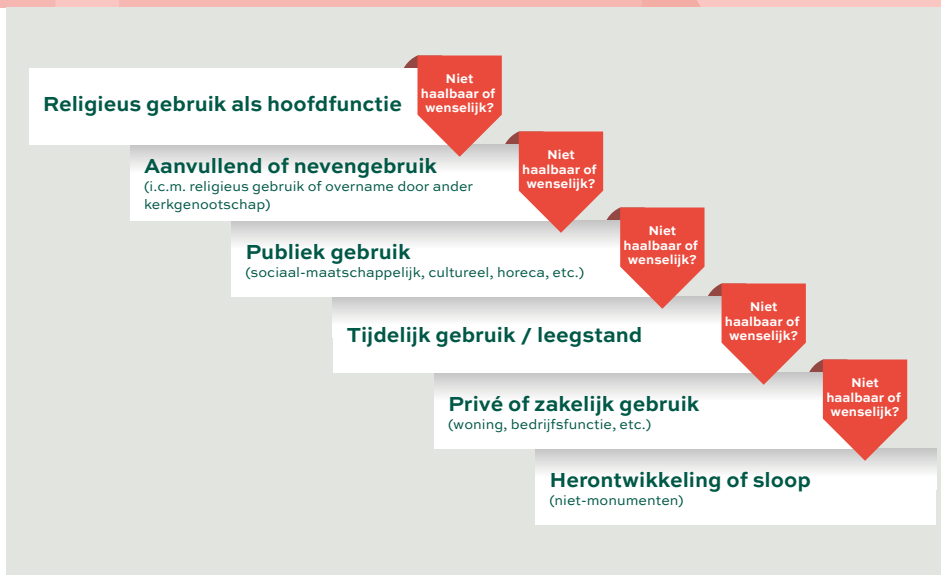 Religieus gebruik als hoofdfunctie
Niet
haalbaar of
wenselijk?
Aanvullend of nevengebruik
(i.c.m. religieus gebruik of overname door ander
kerkgenootschap)
Niet
haalbaar of
wenselijk?
Publiek gebruik
(sociaal-maatschappelijk, cultureel, horeca, etc.)
Niet
haalbaar of
wenselijk?
Tijdelijk gebruik / leegstand
Niet
haalbaar of
wenselijk?
Privé of zakelijk gebruik
(woning, bedrijfsfunctie, etc.)
Niet
haalbaar of
wenselijk?
Herontwikkeling of sloop
(niet-monumenten)